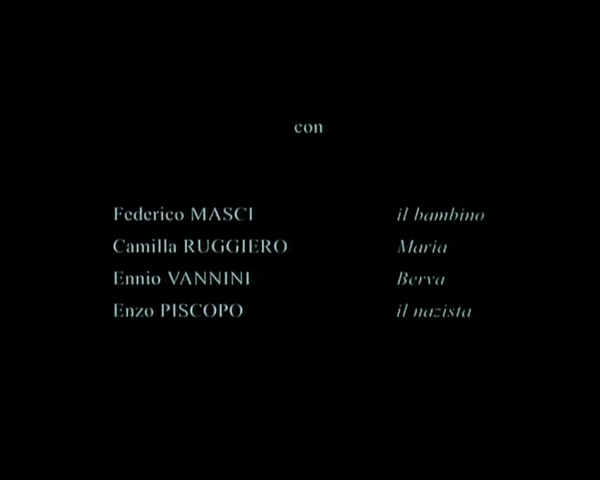 con
Federico MASCI il bambino
Camilla RUGGIERO Maria
Ennio VANNINI Berva
Enzo PISCOPO il nazista